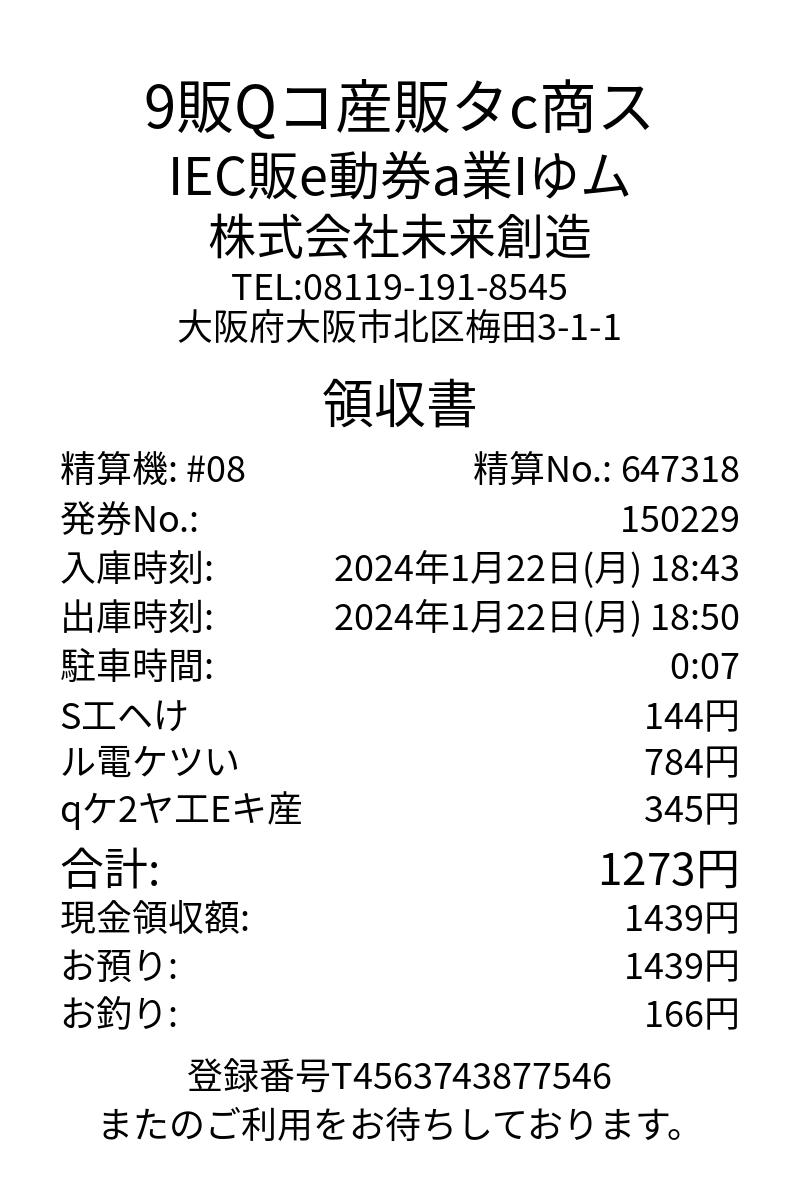 9販Qコ産販タc商ス
IEC販e動券a業Iゆム
株式会社未来創造
TEL:08119-191-8545
大阪府大阪市北区梅田3-1-1
領収書
精算機: #08 精算No.: 647318
発券No.: 150229
入庫時刻: 2024年1月22日(月) 18:43
出庫時刻: 2024年1月22日(月) 18:50
駐車時間: 0:07
S工へけ 144円
ル電ケツい 784円
qケ2ヤ工Eキ産 345円
合計: 1273円
現金領収額: 1439円
お預り: 1439円
お釣り: 166円
登録番号T4563743877546
またのご利用をお待ちしております。